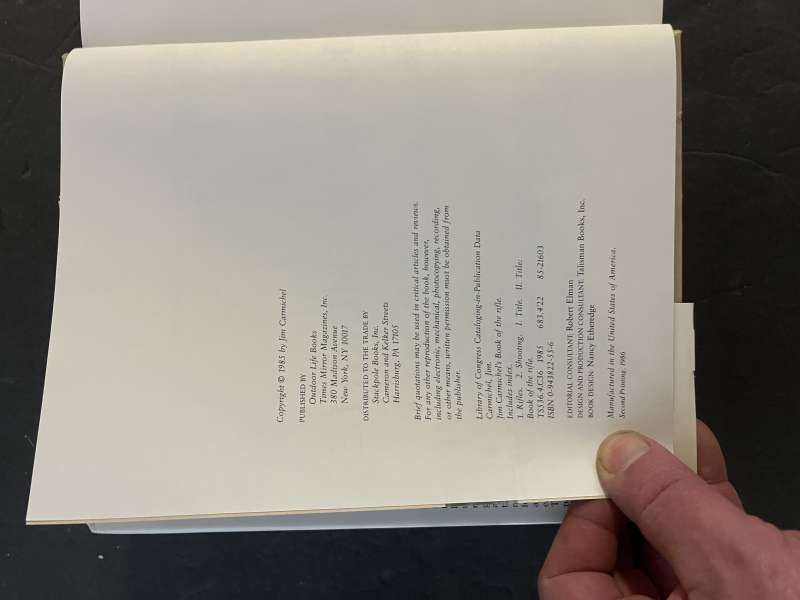 Copyright © 1985 by Jim Carmichel
PUBLISHED BY
Outdoor Life Books
Times Mirror Magazines, Inc.
380 Madison Avenue
New York, NY 10017
DISTRIBUTED TO THE TRADE BY
Stackpole Books, Inc.
Cameron and Kelker Streets
Harrisburg, PA 17105
Brief quotations may be used in critical articles and reviews.
For any other reproduction of the book, however,
including electronic, mechanical, photocopying, recording,
or other means, written permission must be obtained from
the publisher.
Library of Congress Cataloging-in-Publication Data
Carmichel, Jim.
Jim Carmichel's Book of the rifle.
Includes index.
1. Rifles. 2. Shooting. I. Title. II. Title:
Book of the rifle.
TS536.4.C36 1985 683.4'22 85-21603
ISBN 0-943822-55-6
EDITORIAL CONSULTANT: Robert Elman
DESIGN AND PRODUCTION CONSULTANT: Talisman Books, Inc.
BOOK DESIGN: Nancy Etheredge
Manufactured in the United States of America.
Second Printing, 1986